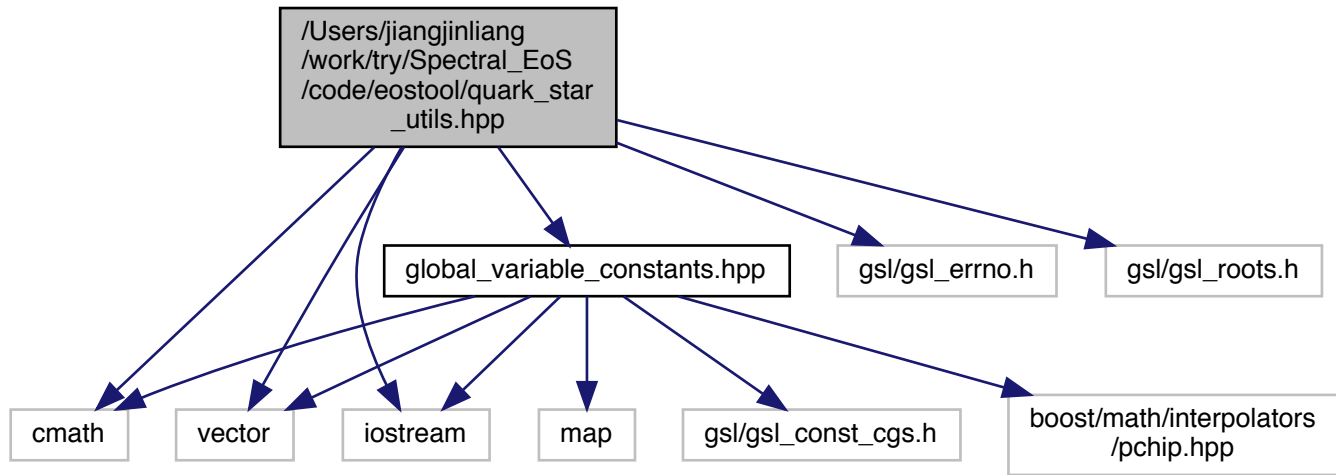 /Users/jiangjinliang
/work/try/Spectral_EoS
/code/eostool/quark_star
_utils.hpp
global_variable_constants.hpp
gsl/gsl_errno.h
gsl/gsl_roots.h
cmath
vector
iostream
map
gsl/gsl_const_cgs.h
boost/math/interpolators
/pchip.hpp